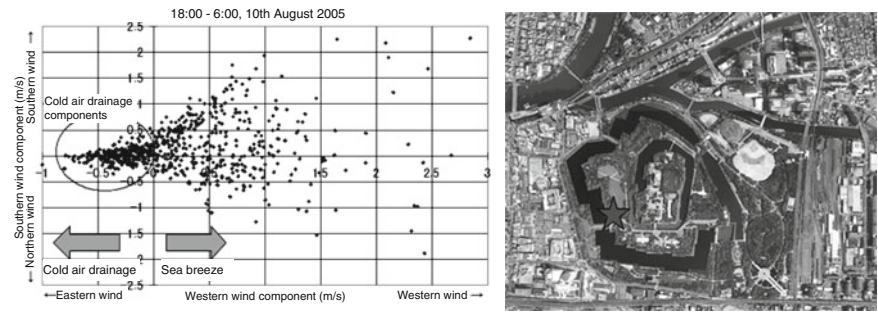 18:00 - 6:00, 10th August 2005
Southern wind component (m/s)
Southern wind →
← Northern wind
2.5
2
1.5
1
0.5
-1
-0.5
0
0.5
1
1.5
2
2.5
3
-0.5
-1
-1.5
-2
-2.5
Cold air drainage
components
Cold air drainage
Sea breeze
←Eastern wind
Western wind component (m/s)
Western wind →